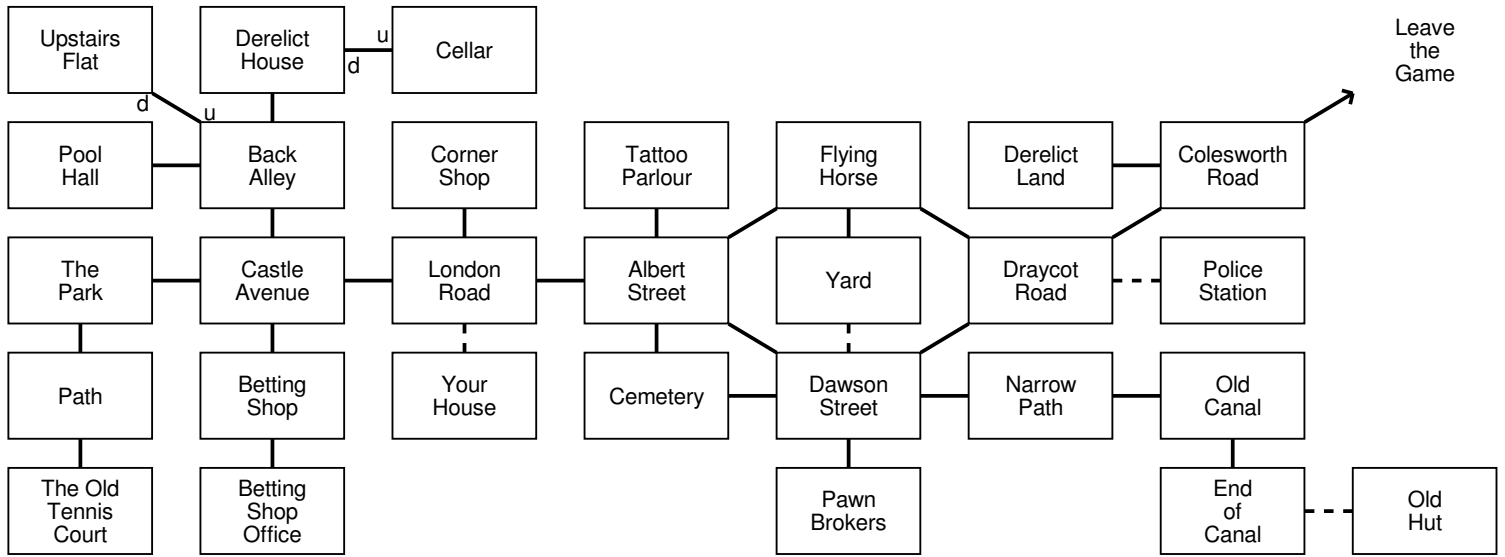 Upstairs
Flat
Derelict
House
u
d
Cellar
Leave
the
Game
d
u
Pool
Hall
Back
Alley
Corner
Shop
Tattoo
Parlour
Flying
Horse
Derelict
Land
Colesworth
Road
The
Park
Castle
Avenue
London
Road
Albert
Street
Yard
Draycot
Road
Police
Station
Path
Betting
Shop
Your
House
Cemetery
Dawson
Street
Narrow
Path
Old
Canal
The Old
Tennis
Court
Betting
Shop
Office
Pawn
Brokers
End
of
Canal
Old
Hut